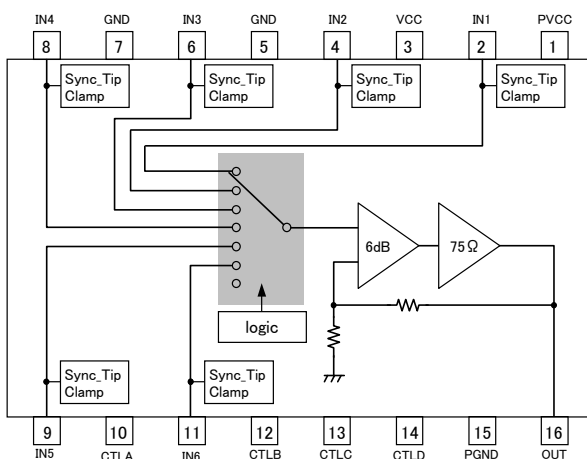 IN4 GND IN3 GND IN2 VCC IN1 PVCC
8 7 6 5 4 3 2 1
Sync_Tip
Clamp
Sync_Tip
Clamp
Sync_Tip
Clamp
Sync_Tip
Clamp
6dB
75Ω
logic
Sync_Tip
Clamp
Sync_Tip
Clamp
9 10 11 12 13 14 15 16
IN5 CTLA IN6 CTLB CTLC CTLD PGND OUT